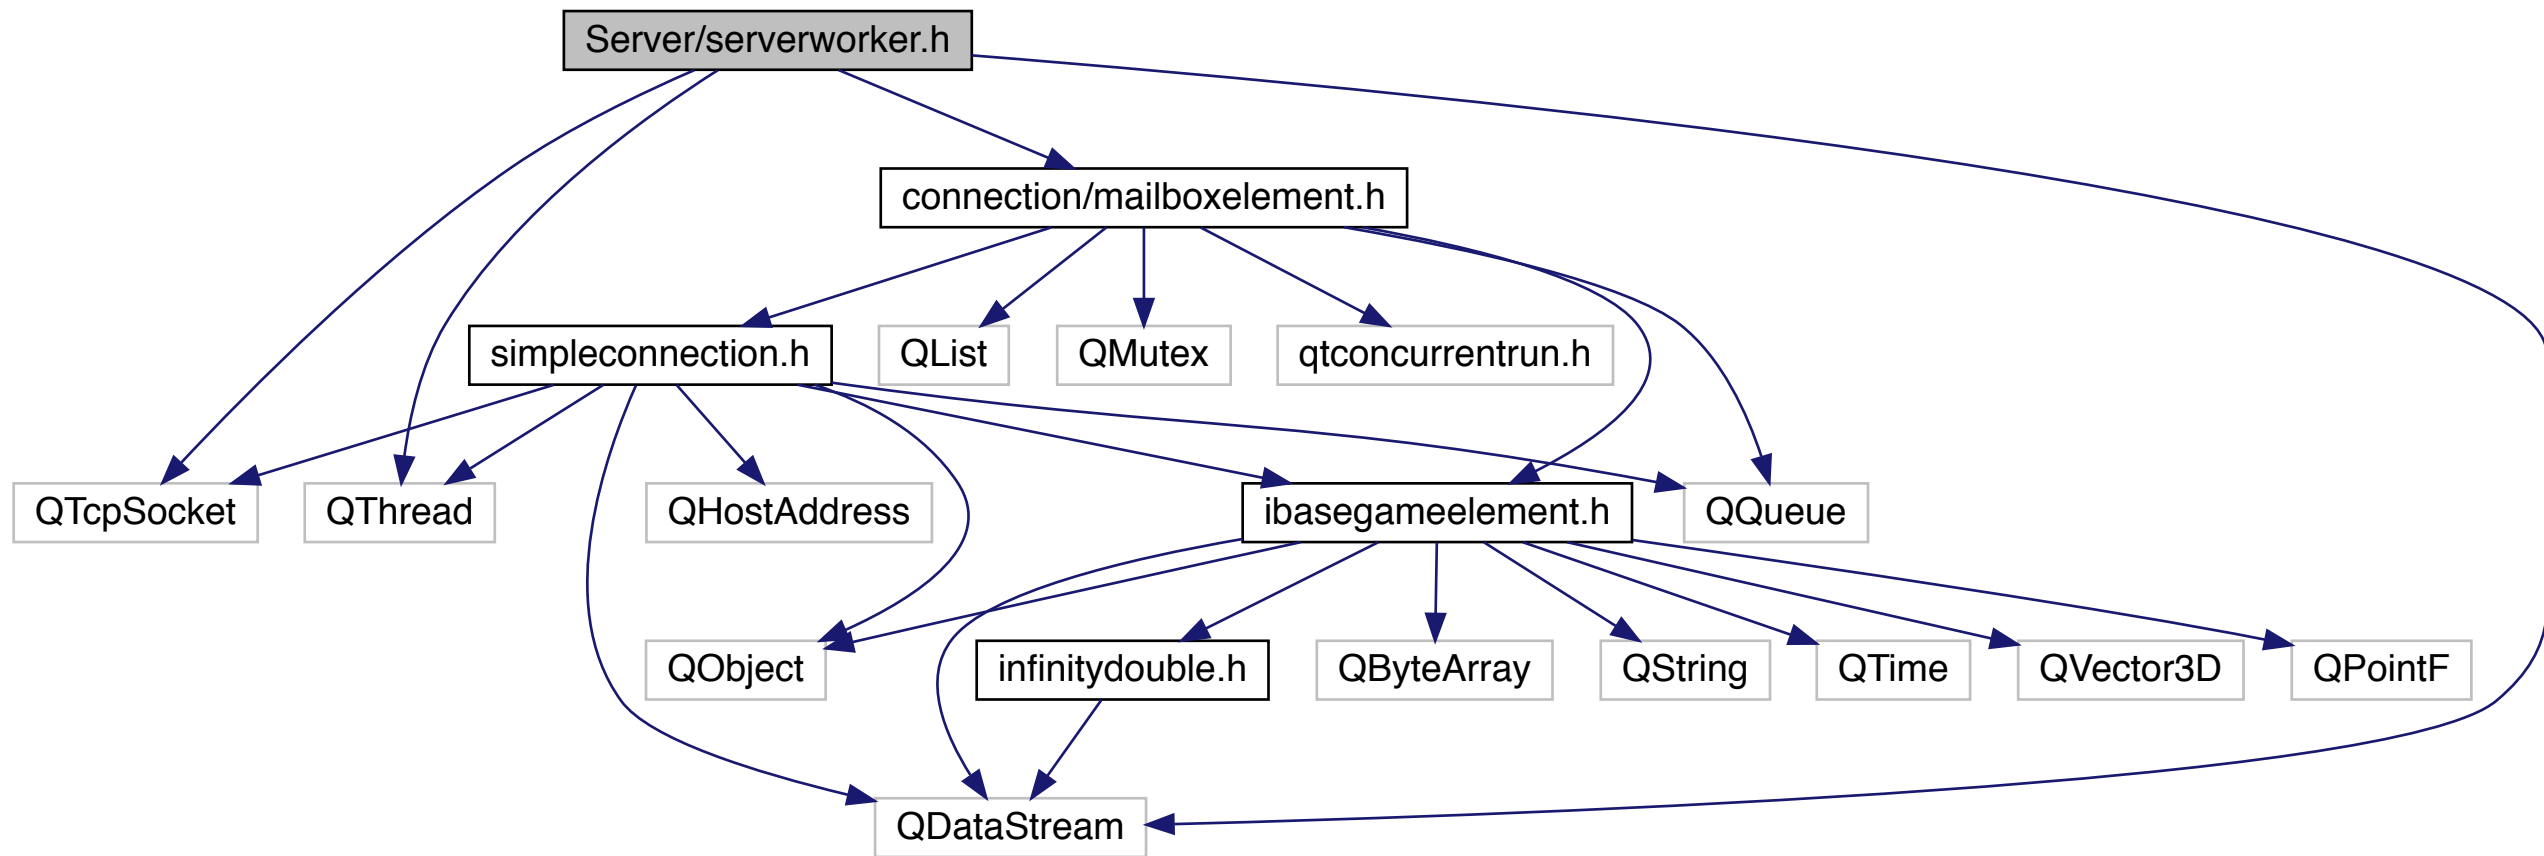 Server/serverworker.h
connection/mailboxelement.h
simpleconnection.h
QList
QMutex
qtconcurrentrun.h
QTcpSocket
QThread
QHostAddress
ibasegameelement.h
QQueue
QObject
infinitydouble.h
QByteArray
QString
QTime
QVector3D
QPointF
QDataStream